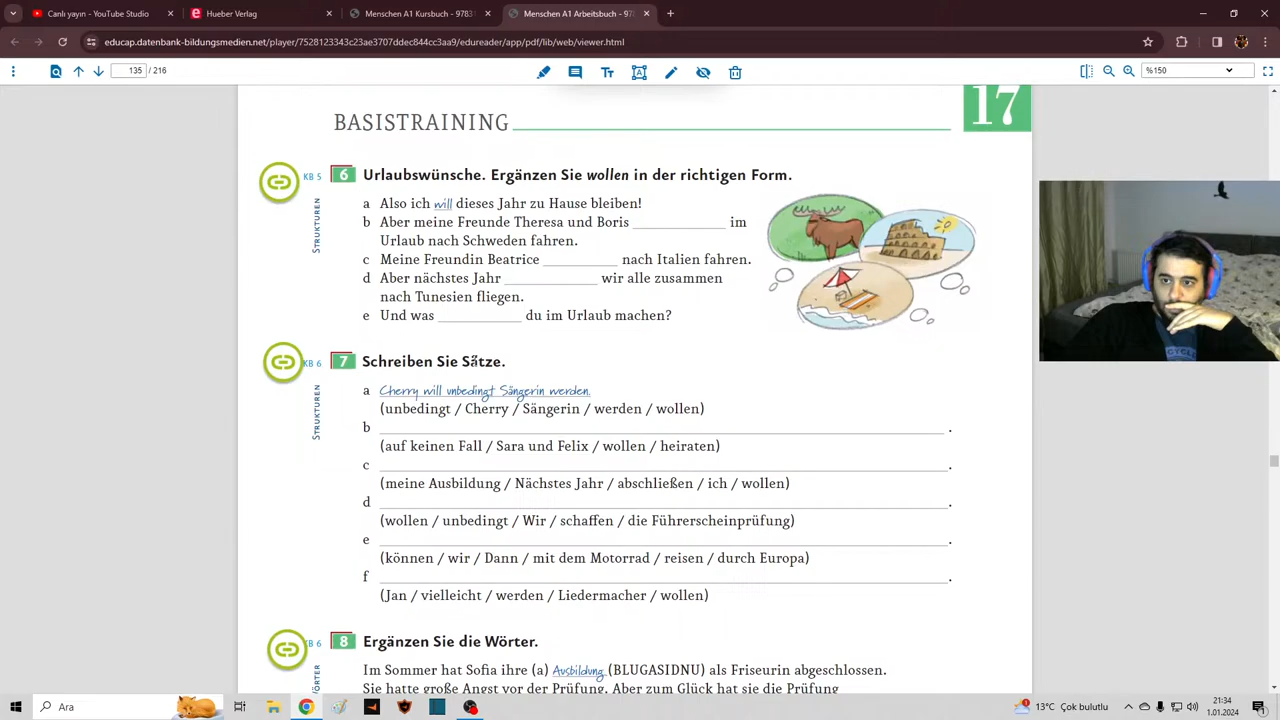 Canlı yayın - YouTube Studio
Hueber Verlag
Menschen A1 Kursbuch - 9783
Menschen A1 Arbeitsbuch - 978
educap.datenbank-bildungsmedien.net/player/7528123343c23ae3707ddec844cc3aa9/edureader/app/pdf/lib/web/viewer.html
135 / 216
%150
17
BASISTRAINING
KB 5
6 Urlaubswünsche. Ergänzen Sie wollen in der richtigen Form.
STRUKTUREN
a Also ich will dieses Jahr zu Hause bleiben!
b Aber meine Freunde Theresa und Boris ____________ im
Urlaub nach Schweden fahren.
c Meine Freundin Beatrice __________ nach Italien fahren.
d Aber nächstes Jahr ____________ wir alle zusammen
nach Tunesien fliegen.
e Und was ___________ du im Urlaub machen?
KB 6
7 Schreiben Sie Sätze.
STRUKTUREN
a Cherry will unbedingt Sängerin werden.
(unbedingt / Cherry / Sängerin / werden / wollen)
b .
(auf keinen Fall / Sara und Felix / wollen / heiraten)
c .
(meine Ausbildung / Nächstes Jahr / abschließen / ich / wollen)
d .
(wollen / unbedingt / Wir / schaffen / die Führerscheinprüfung)
e .
(können / wir / Dann / mit dem Motorrad / reisen / durch Europa)
f .
(Jan / vielleicht / werden / Liedermacher / wollen)
KB 6
8 Ergänzen Sie die Wörter.
Im Sommer hat Sofia ihre (a) Ausbildung (BLUGASIDNU) als Friseurin abgeschlossen.
Sie hatte große Angst vor der Prüfung. Aber zum Glück hat sie die Prüfung
Ara
13°C Çok bulutlu
21:34
1.01.2024